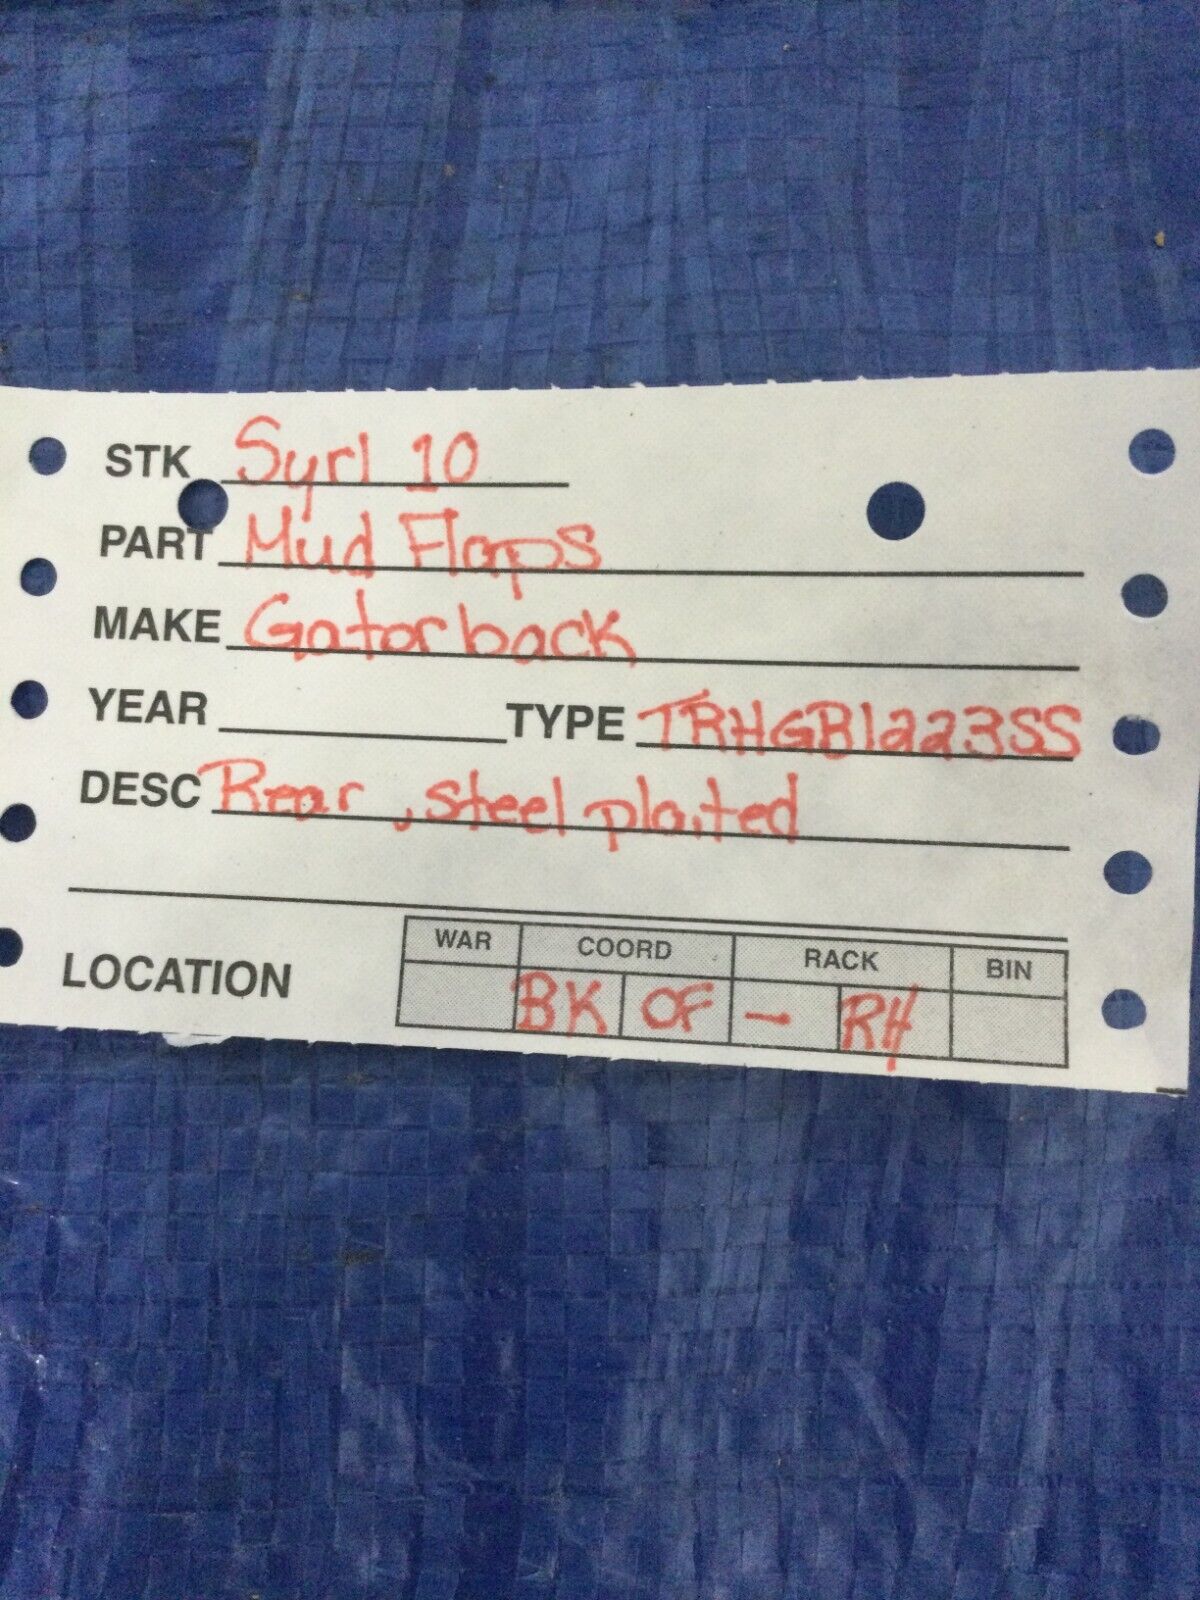 STK Syrl 10
PART Mud Flaps
MAKE Gatorback
YEAR TYPE TRHGB1223SS
DESC Rear, steel plaited
LOCATION
WAR COORD RACK BIN
BK OF - RH